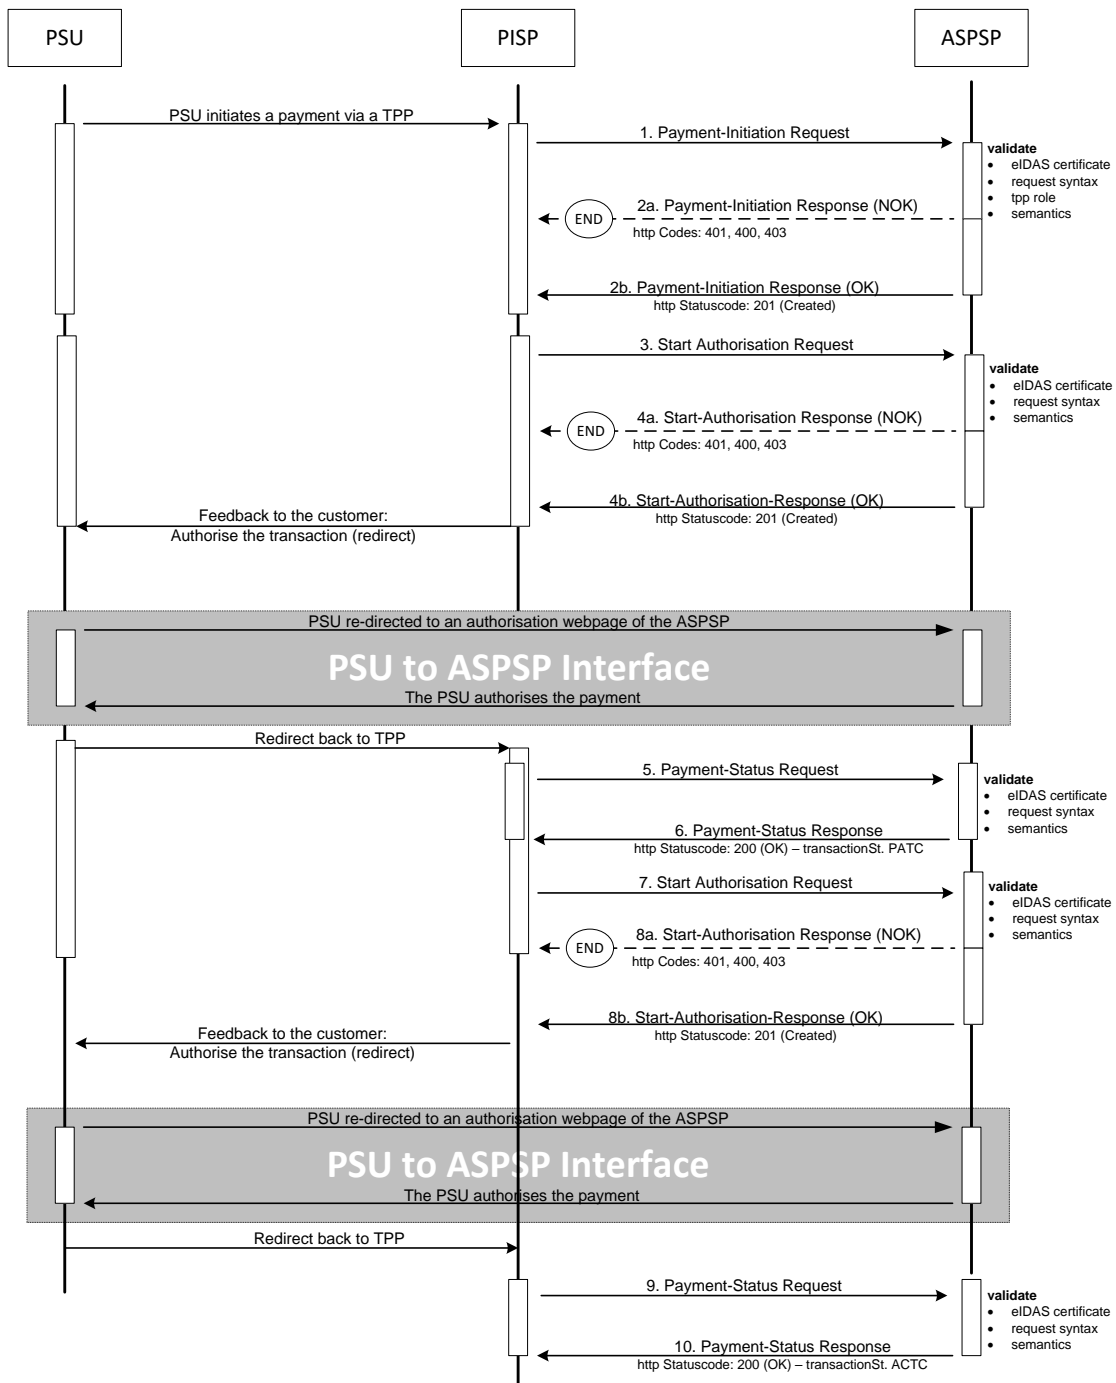 PSU
PISP
ASPSP
PSU initiates a payment via a TPP
1. Payment-Initiation Request
validate
• eIDAS certificate
• request syntax
• tpp role
• semantics
2a. Payment-Initiation Response (NOK)
END
http Codes: 401, 400, 403
2b. Payment-Initiation Response (OK)
http Statuscode: 201 (Created)
3. Start Authorisation Request
validate
• eIDAS certificate
• request syntax
• semantics
4a. Start-Authorisation Response (NOK)
END
http Codes: 401, 400, 403
4b. Start-Authorisation-Response (OK)
http Statuscode: 201 (Created)
Feedback to the customer:
Authorise the transaction (redirect)
PSU re-directed to an authorisation webpage of the ASPSP
PSU to ASPSP Interface
The PSU authorises the payment
Redirect back to TPP
5. Payment-Status Request
validate
• eIDAS certificate
• request syntax
• semantics
6. Payment-Status Response
http Statuscode: 200 (OK) – transactionSt. PATC
7. Start Authorisation Request
validate
• eIDAS certificate
• request syntax
• semantics
8a. Start-Authorisation Response (NOK)
END
http Codes: 401, 400, 403
8b. Start-Authorisation-Response (OK)
http Statuscode: 201 (Created)
Feedback to the customer:
Authorise the transaction (redirect)
PSU re-directed to an authorisation webpage of the ASPSP
PSU to ASPSP Interface
The PSU authorises the payment
Redirect back to TPP
9. Payment-Status Request
validate
• eIDAS certificate
• request syntax
• semantics
10. Payment-Status Response
http Statuscode: 200 (OK) – transactionSt. ACTC